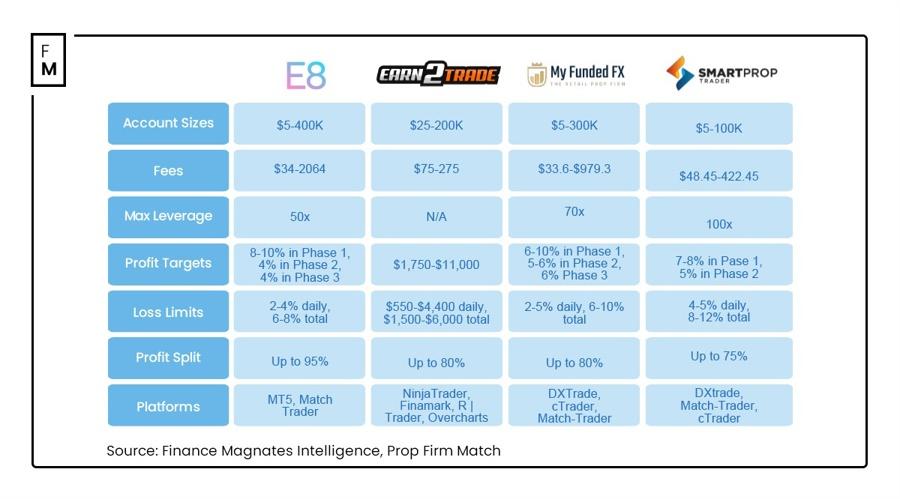 F
M
E8
EARN2TRADE
My Funded FX
THE RETAIL PROP FIRM
SMARTPROP
TRADER
Account Sizes
$5-400K
$25-200K
$5-300K
$5-100K
Fees
$34-2064
$75-275
$33.6-$979.3
$48.45-422.45
Max Leverage
50x
N/A
70x
100x
Profit Targets
8-10% in Phase 1,
4% in Phase 2,
4% in Phase 3
$1,750-$11,000
6-10% in Phase 1,
5-6% in Phase 2,
6% Phase 3
7-8% in Pase 1,
5% in Phase 2
Loss Limits
2-4% daily,
6-8% total
$550-$4,400 daily,
$1,500-$6,000 total
2-5% daily, 6-10%
total
4-5% daily,
8-12% total
Profit Split
Up to 95%
Up to 80%
Up to 80%
Up to 75%
Platforms
MT5, Match
Trader
NinjaTrader,
Finamark, R |
Trader, Overcharts
DXTrade,
cTrader,
Match-Trader
DXtrade,
Match-Trader,
cTrader
Source: Finance Magnates Intelligence, Prop Firm Match